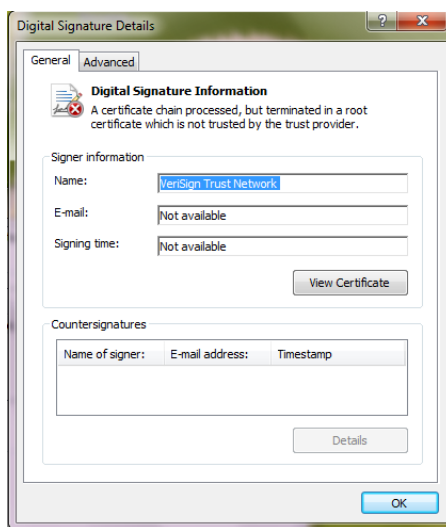 Digital Signature Details
General Advanced
Digital Signature Information
A certificate chain processed, but terminated in a root
certificate which is not trusted by the trust provider.
Signer information
Name: VeriSign Trust Network
E-mail: Not available
Signing time: Not available
View Certificate
Countersignatures
Name of signer: E-mail address: Timestamp
Details
OK